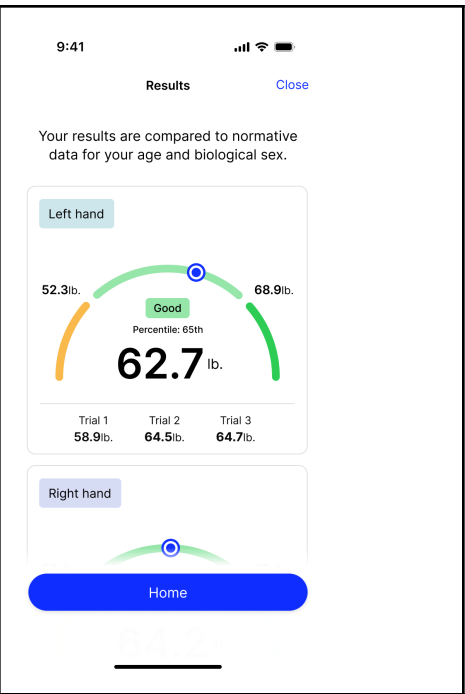 9:41
Results
Close
Your results are compared to normative
data for your age and biological sex.
Left hand
52.3lb.
68.9lb.
Good
Percentile: 65th
62.7 lb.
Trial 1 Trial 2 Trial 3
58.9lb. 64.5lb. 64.7lb.
Right hand
Home